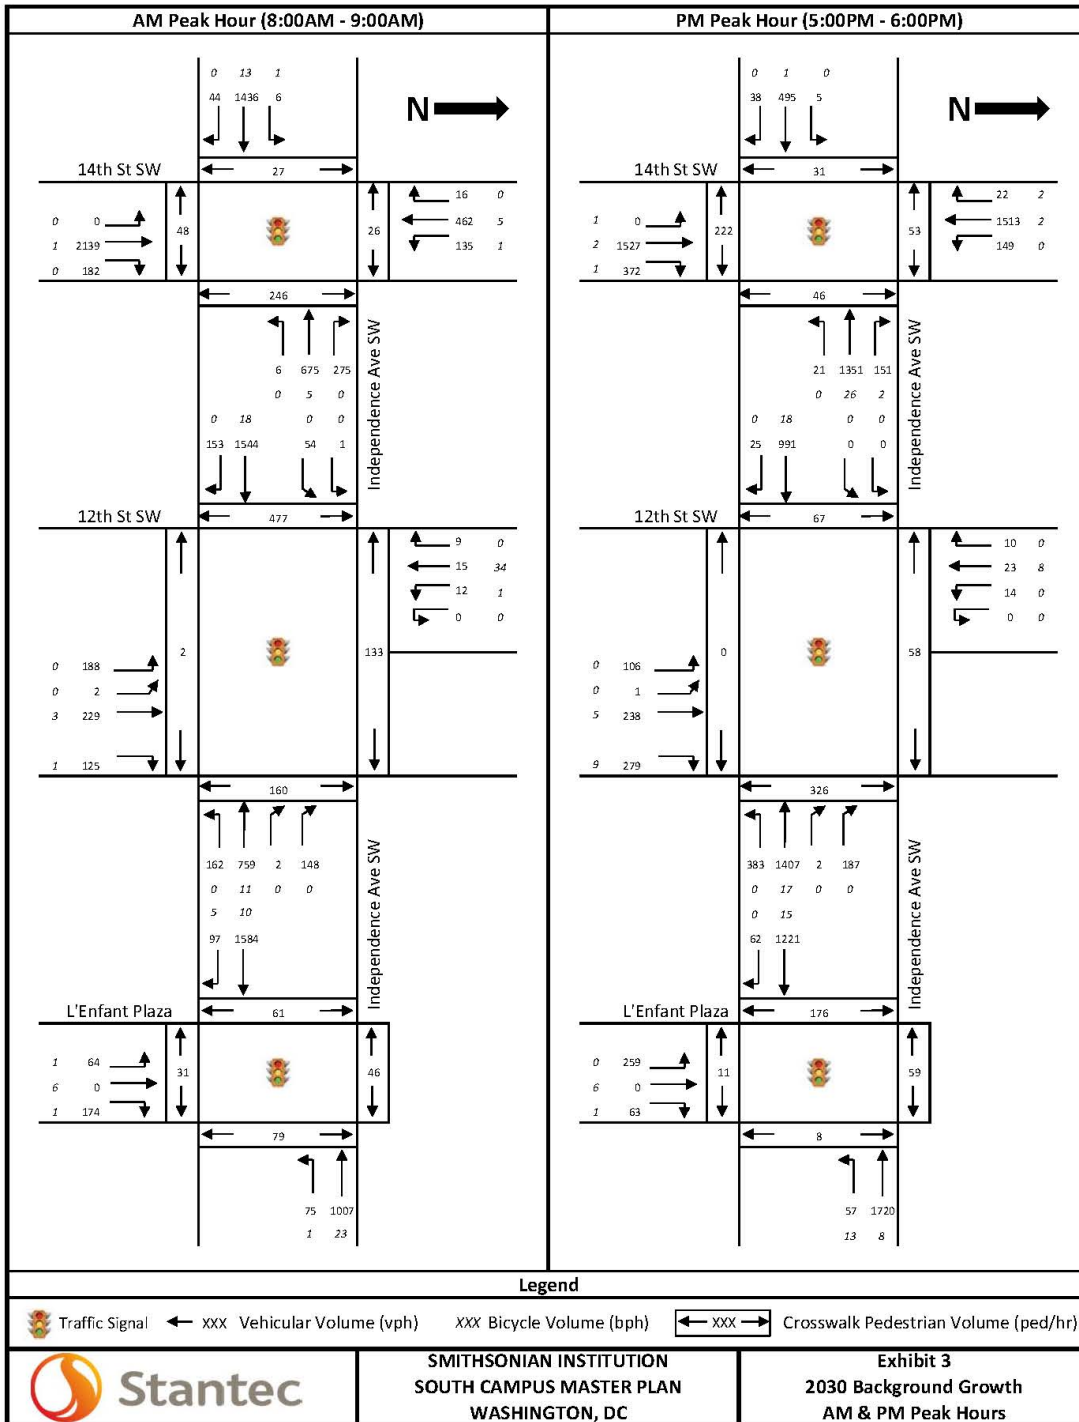 AM Peak Hour (8:00AM - 9:00AM)
0 13 1
44 1436 6
N
14th St SW
27
0 0
1 2139
0 182
48
26
16 0
462 5
135 1
246
6 675 275
0 5 0
0 18 0 0
153 1544 54 1
Independence Ave SW
12th St SW
477
9 0
15 34
12 1
0 0
2
133
0 188
0 2
3 229
1 125
160
162 759 2 148
0 11 0 0
5 10
97 1584
Independence Ave SW
L'Enfant Plaza
61
1 64
6 0
1 174
31
46
79
75 1007
1 23
PM Peak Hour (5:00PM - 6:00PM)
0 1 0
38 495 5
N
14th St SW
31
1 0
2 1527
1 372
222
53
22 2
1513 2
149 0
46
21 1351 151
0 26 2
0 18 0 0
25 991 0 0
Independence Ave SW
12th St SW
67
10 0
23 8
14 0
0 0
0
58
0 106
0 1
5 238
9 279
326
383 1407 2 187
0 17 0 0
0 15
62 1221
Independence Ave SW
L'Enfant Plaza
176
0 259
6 0
1 63
11
59
8
57 1720
13 8
Legend
Traffic Signal
XXX Vehicular Volume (vph)
XXX Bicycle Volume (bph)
XXX Crosswalk Pedestrian Volume (ped/hr)
Stantec
SMITHSONIAN INSTITUTION
SOUTH CAMPUS MASTER PLAN
WASHINGTON, DC
Exhibit 3
2030 Background Growth
AM & PM Peak Hours